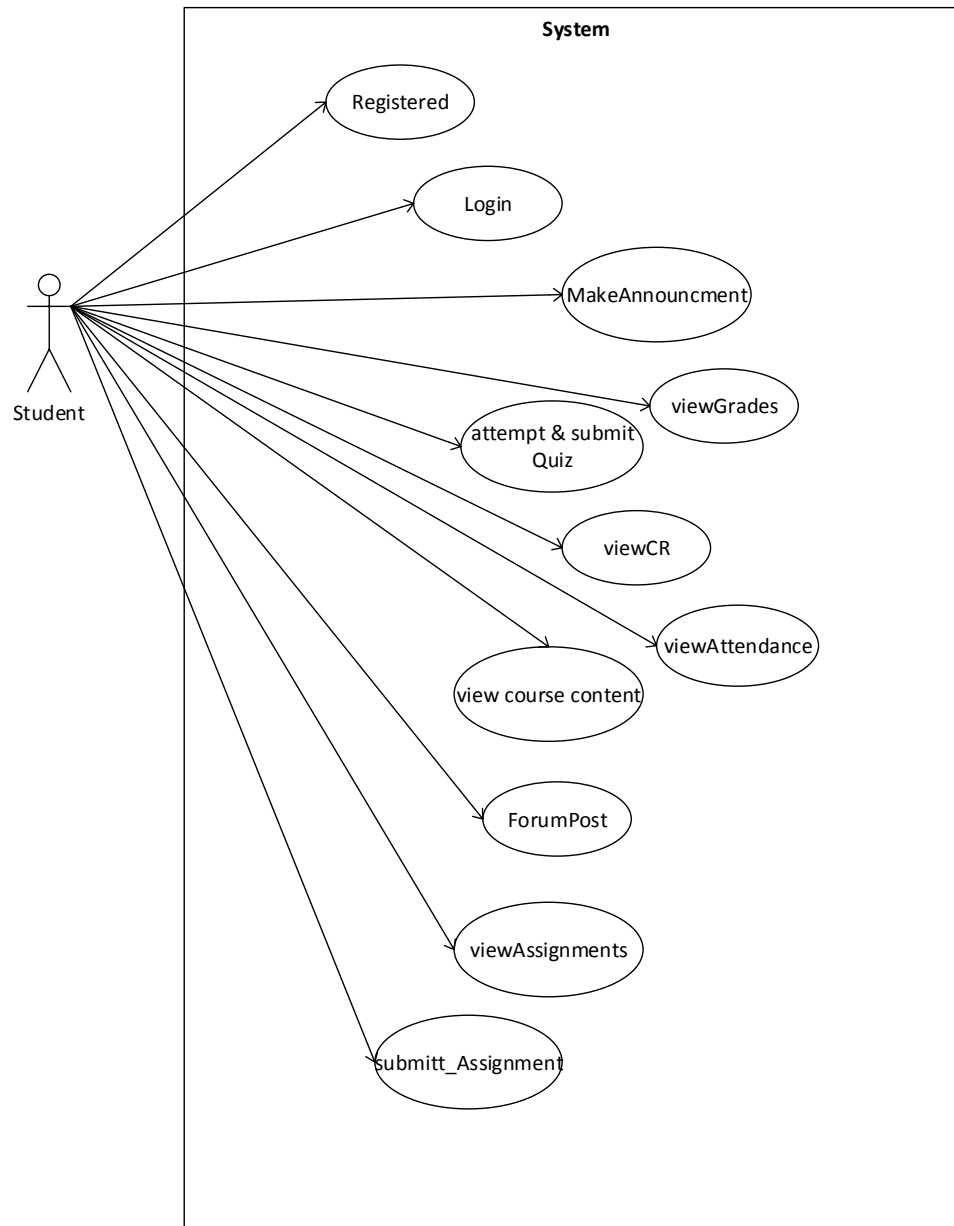 System
Registered
Login
MakeAnnouncment
viewGrades
Student
attempt & submit
Quiz
viewCR
viewAttendance
view course content
ForumPost
viewAssignments
submitt_Assignment